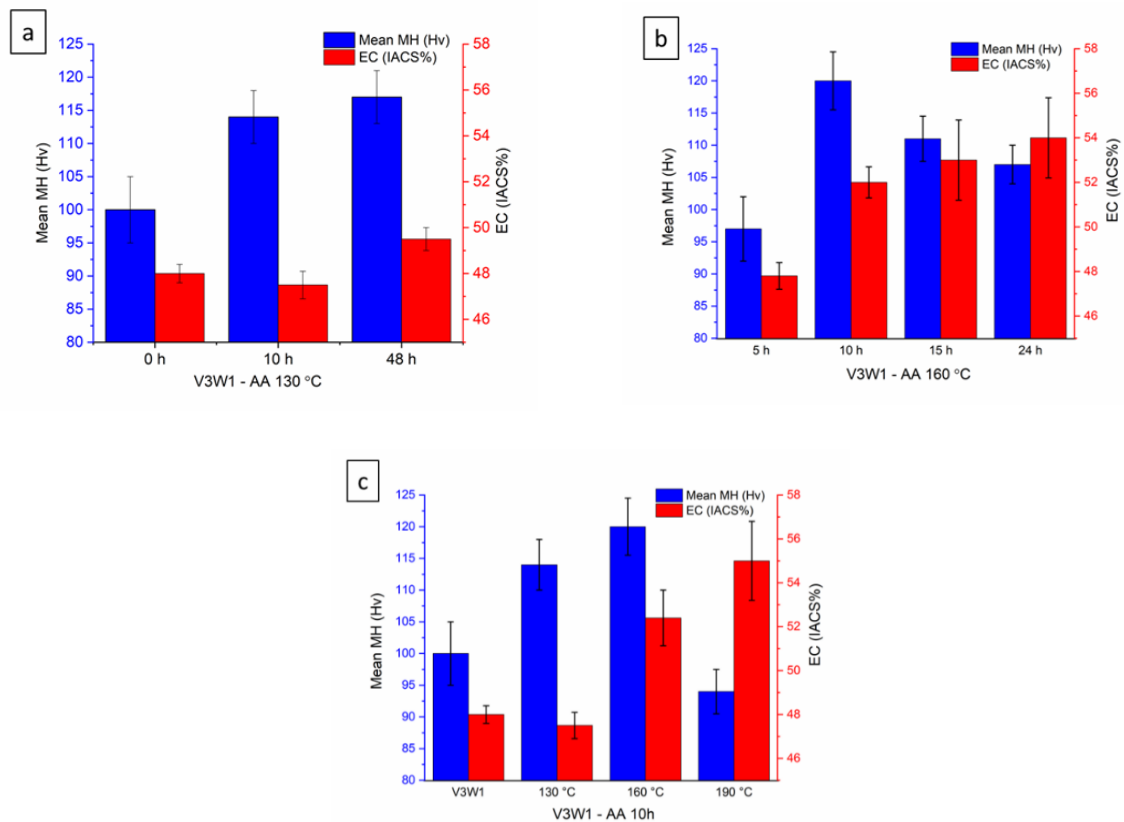 a
Mean MH (Hv)
EC (IACS%)
125
120
115
110
105
100
95
90
85
80
Mean MH (Hv)
58
56
54
52
50
48
46
EC (IACS%)
0 h 10 h 48 h
V3W1 - AA 130 °C
b
Mean MH (Hv)
EC (IACS%)
125
120
115
110
105
100
95
90
85
80
Mean MH (Hv)
58
56
54
52
50
48
46
EC (IACS%)
5 h 10 h 15 h 24 h
V3W1 - AA 160 °C
c
Mean MH (Hv)
EC (IACS%)
125
120
115
110
105
100
95
90
85
80
Mean MH (Hv)
58
56
54
52
50
48
46
EC (IACS%)
V3W1 130 °C 160 °C 190 °C
V3W1 - AA 10h